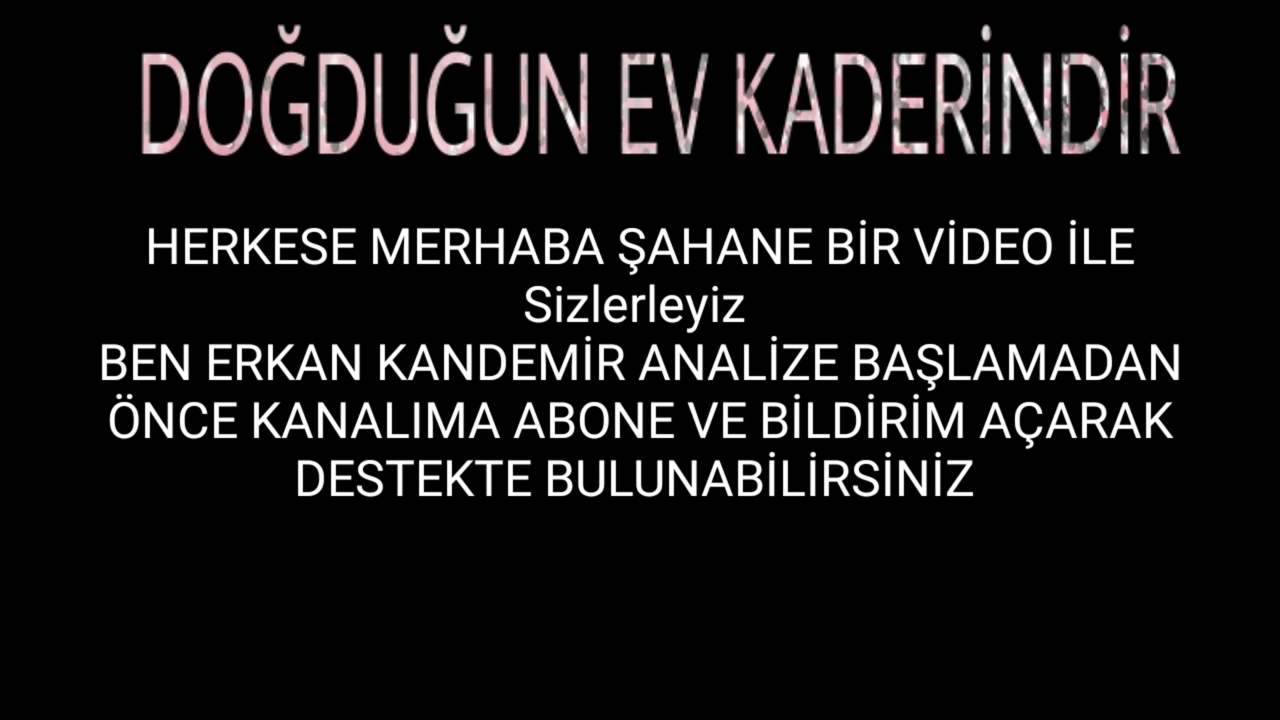 DOĞDUĞUN EV KADERİNDİR
HERKESE MERHABA ŞAHANE BİR VİDEO İLE
Sizlerleyiz
BEN ERKAN KANDEMİR ANALİZE BAŞLAMADAN
ÖNCE KANALIMA ABONE VE BİLDİRİM AÇARAK
DESTEKTE BULUNABİLİRSİNİZ